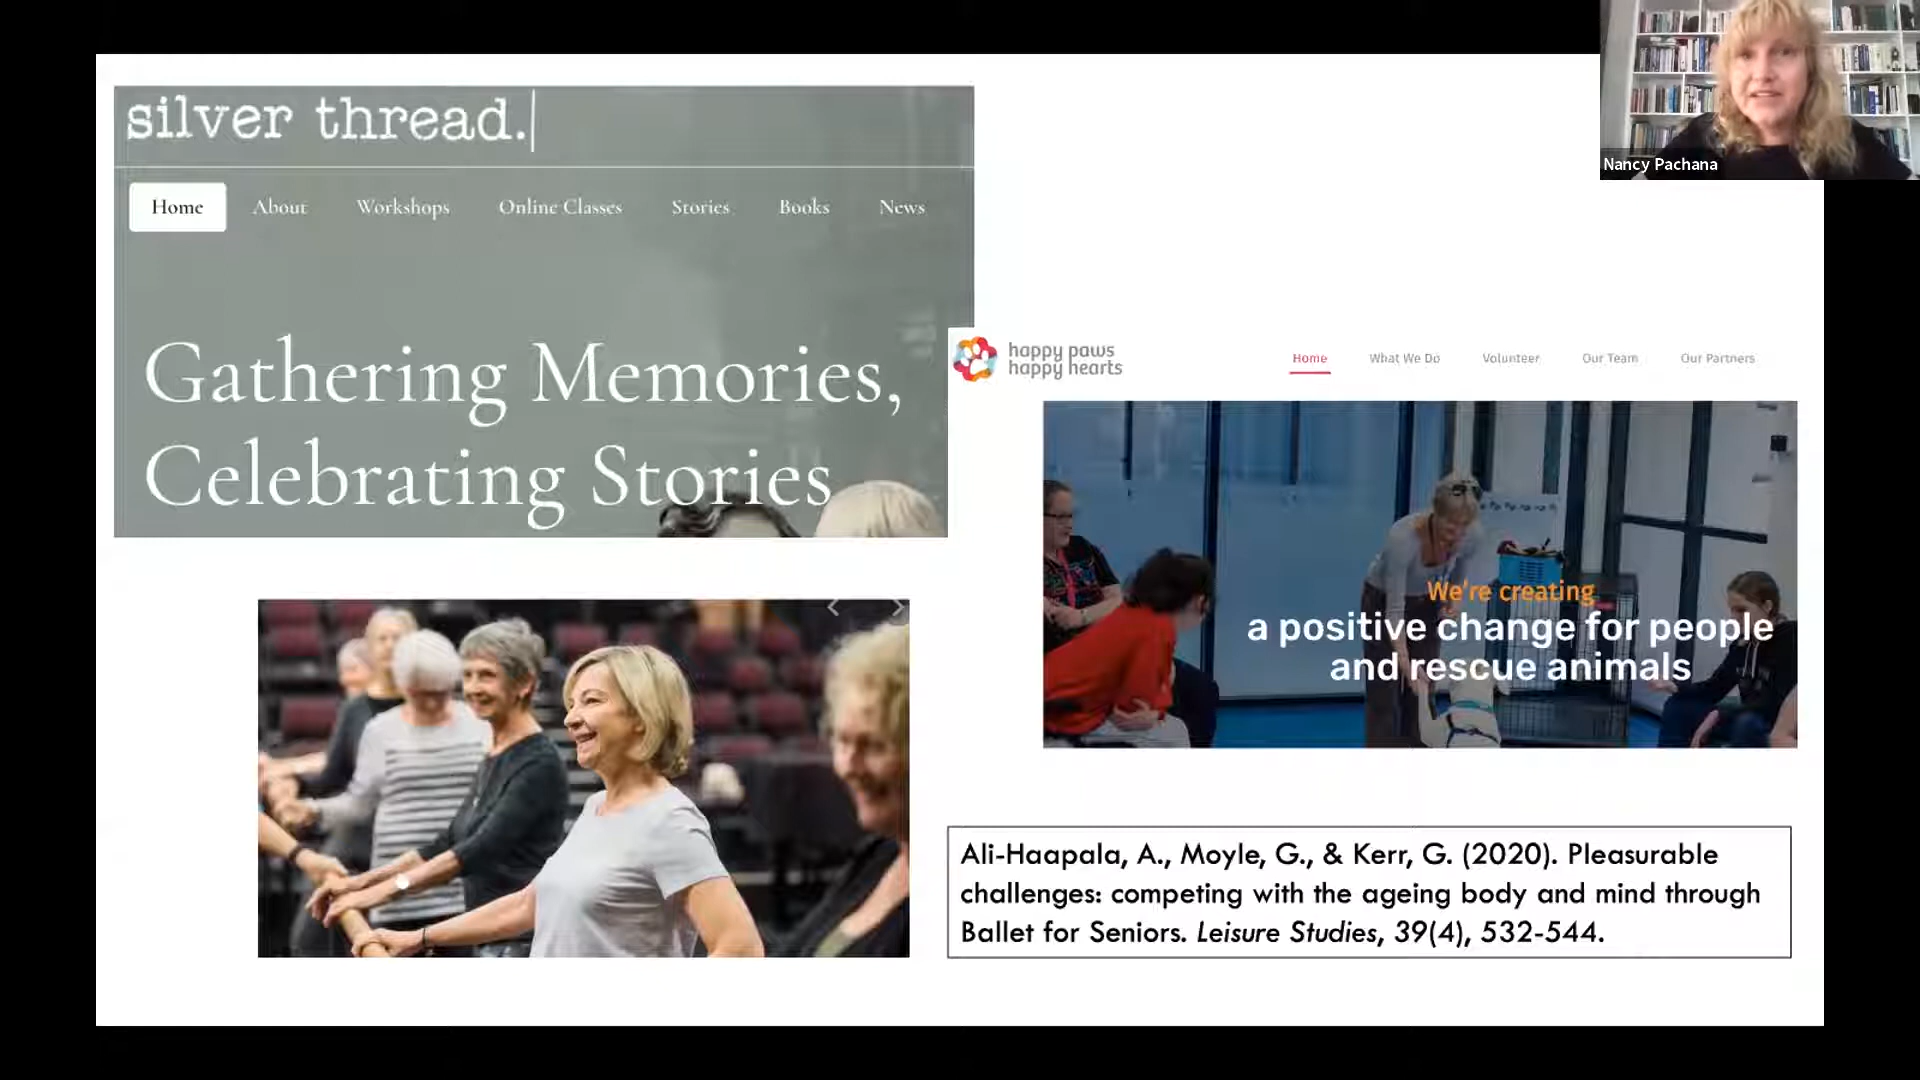 silver thread.
Home About Workshops Online Classes Stories Books News
Gathering Memories,
Celebrating Stories
Nancy Pachana
happy paws
happy hearts
Home What We Do Volunteer Our Team Our Partners
We're creating
a positive change for people
and rescue animals
Ali-Haapala, A., Moyle, G., & Kerr, G. (2020). Pleasurable
challenges: competing with the ageing body and mind through
Ballet for Seniors. Leisure Studies, 39(4), 532-544.